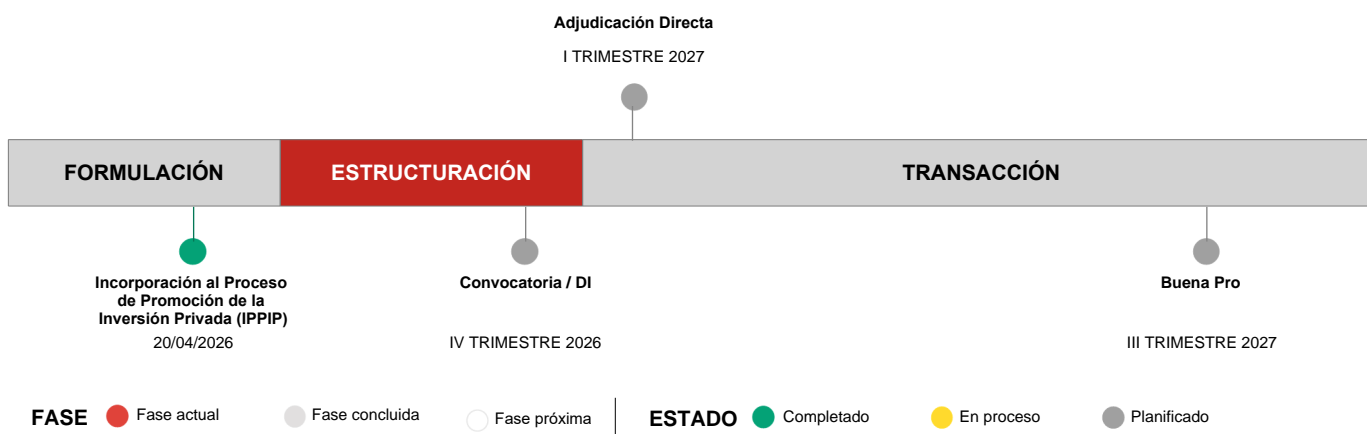 Adjudicación Directa
I TRIMESTRE 2027
FORMULACIÓN
ESTRUCTURACIÓN
TRANSACCIÓN
Incorporación al Proceso
de Promoción de la
Inversión Privada (IPPIP)
20/04/2026
Convocatoria / DI
IV TRIMESTRE 2026
Buena Pro
III TRIMESTRE 2027
FASE
Fase actual
Fase concluida
Fase próxima
ESTADO
Completado
En proceso
Planificado